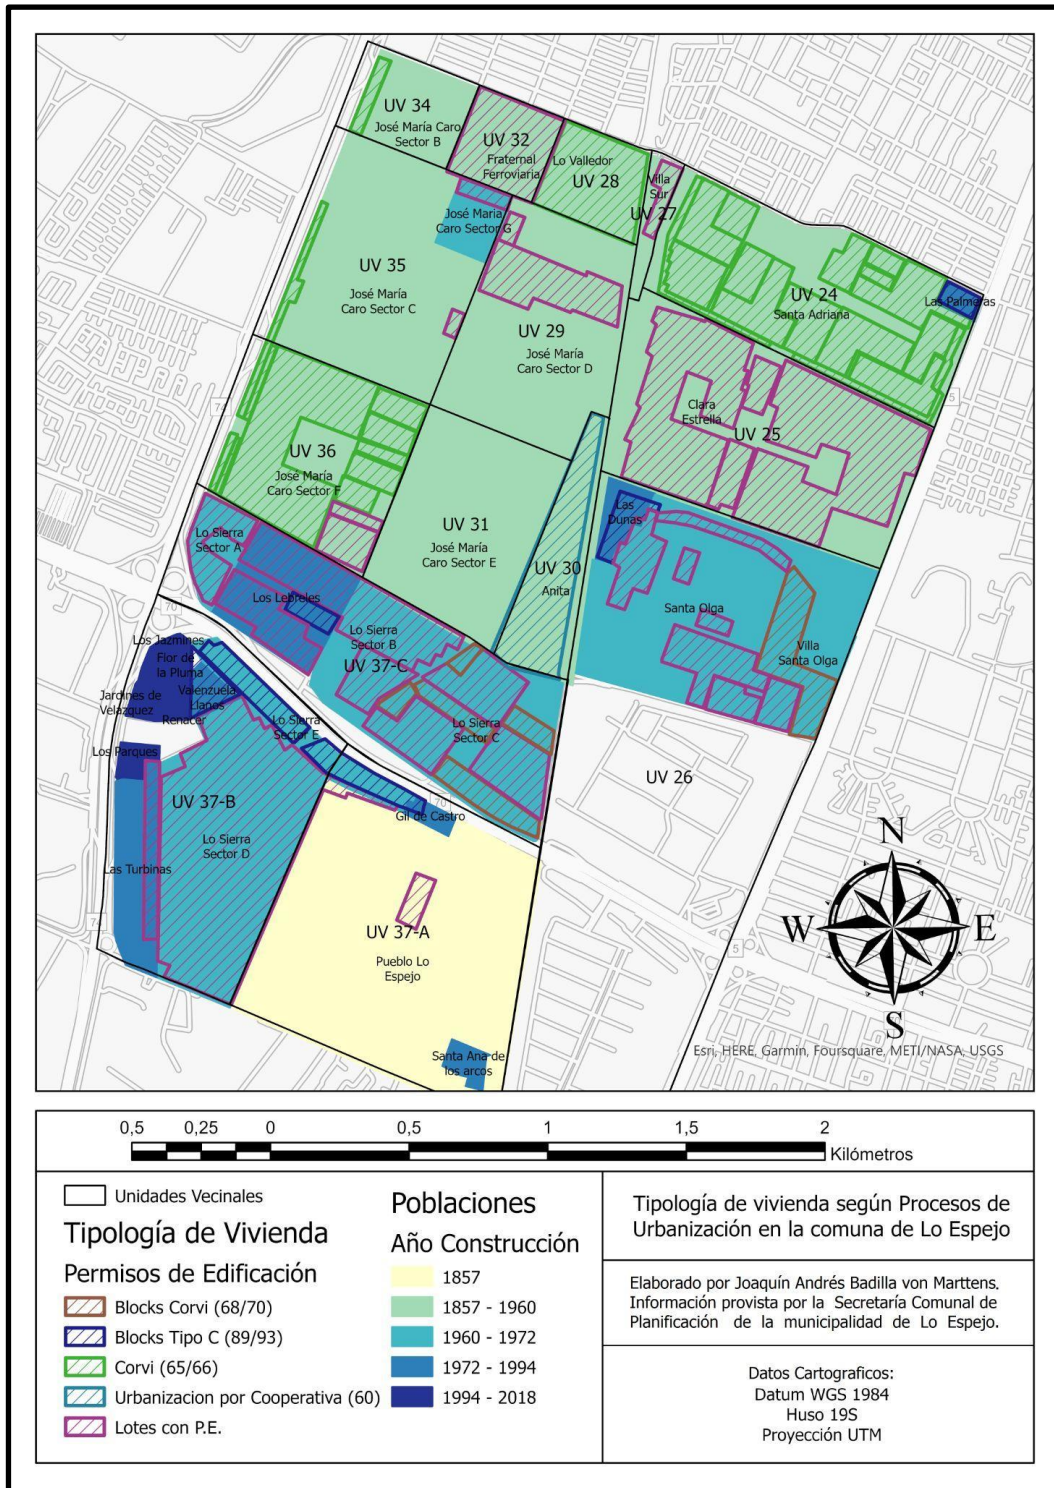 UV 34
José María Caro
Sector B
UV 32
Fraternal
Ferroviaria
Lo Valledor
UV 28
Villa
Sur
UV 27
José María
Caro Sector G
UV 35
José María
Caro Sector C
UV 24
Santa Adriana
Las Palmeras
UV 29
José María
Caro Sector D
Clara
Estrella
UV 25
5
74
UV 36
José María
Caro Sector F
UV 31
José María
Caro Sector E
Las
Dunas
UV 30
Anita
Lo Sierra
Sector A
Los Lebreles
70
Santa Olga
Villa
Santa Olga
Lo Sierra
Sector B
UV 37-C
Los Jazmines
Flor de
la Pluma
Jardines de
Velazquez
Valenzuela
Llanos
Renacer
Lo Sierra
Sector E
Lo Sierra
Sector C
Los Parques
UV 26
UV 37-B
Lo Sierra
Sector D
70
Gil de Castro
Las Turbinas
74
UV 37-A
Pueblo Lo
Espejo
5
N
W
E
S
Santa Ana de
los arcos
Esri, HERE, Garmin, Foursquare, METI/NASA, USGS
0,5 0,25 0 0,5 1 1,5 2
Kilómetros
Unidades Vecinales
Tipología de Vivienda
Permisos de Edificación
Blocks Corvi (68/70)
Blocks Tipo C (89/93)
Corvi (65/66)
Urbanizacion por Cooperativa (60)
Lotes con P.E.
Poblaciones
Año Construcción
1857
1857 - 1960
1960 - 1972
1972 - 1994
1994 - 2018
Tipología de vivienda según Procesos de
Urbanización en la comuna de Lo Espejo
Elaborado por Joaquín Andrés Badilla von Marttens.
Información provista por la Secretaría Comunal de
Planificación de la municipalidad de Lo Espejo.
Datos Cartograficos:
Datum WGS 1984
Huso 19S
Proyección UTM